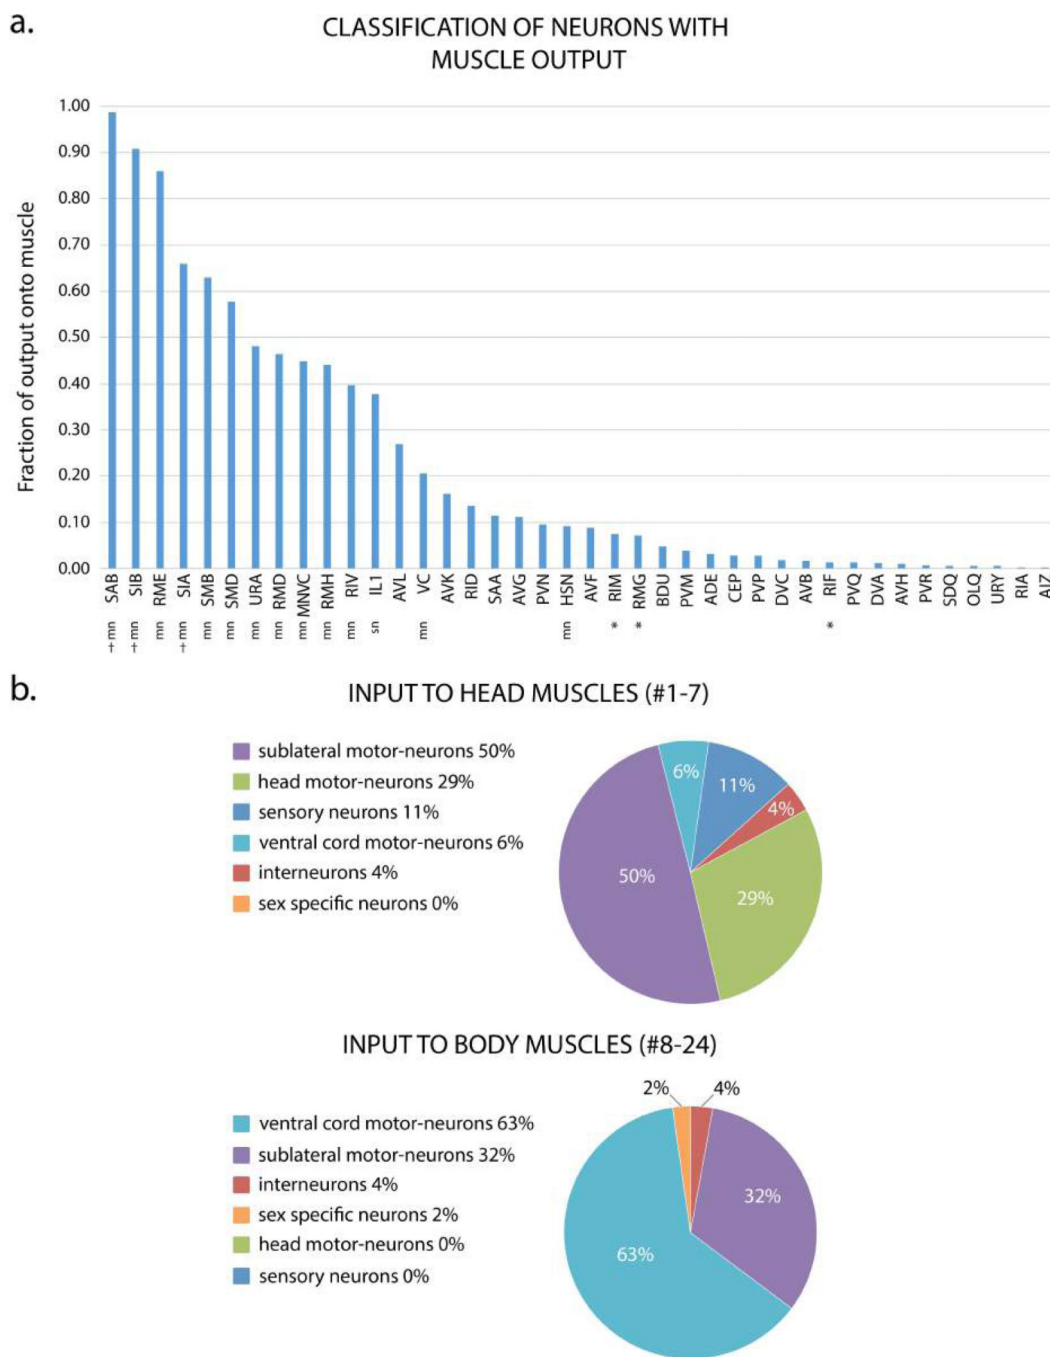 a.
CLASSIFICATION OF NEURONS WITH
MUSCLE OUTPUT
Fraction of output onto muscle
1.00
0.90
0.80
0.70
0.60
0.50
0.40
0.30
0.20
0.10
0.00
SAB SIB RME SIA SMB SMD URA RMD MNVC RMH RIV IL1 AVL VC AVK RID SAA AVG PVN HSN AVF RIM RMG BDU PVM ADE CEP PVP DVC AVB RIF PVQ DVA AVH PVR SDQ OLQ URY RIA AIZ
→ mn → mn mn → mn mn mn mn mn mn mn mn sn mn mn * * *
b.
INPUT TO HEAD MUSCLES (#1-7)
sublateral motor-neurons 50%
head motor-neurons 29%
sensory neurons 11%
ventral cord motor-neurons 6%
interneurons 4%
sex specific neurons 0%
6%
11%
4%
50%
29%
INPUT TO BODY MUSCLES (#8-24)
ventral cord motor-neurons 63%
sublateral motor-neurons 32%
interneurons 4%
sex specific neurons 2%
head motor-neurons 0%
sensory neurons 0%
2%
4%
32%
63%